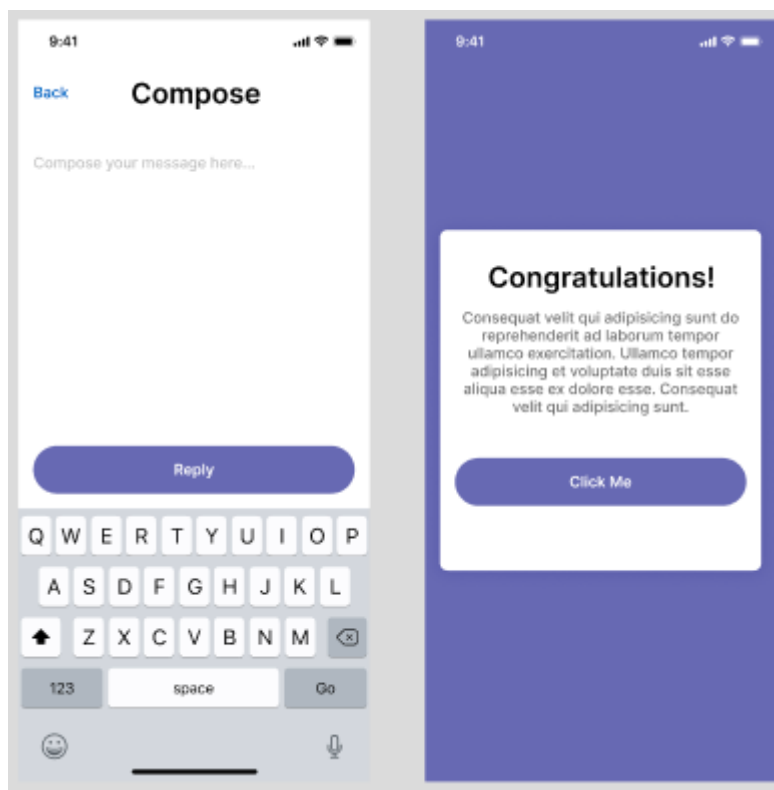 9:41
Back
Compose
Compose your message here...
Reply
Q W E R T Y U I O P
A S D F G H J K L
Z X C V B N M
123 space Go
9:41
Congratulations!
Consequat velit qui adipisicing sunt do
reprehenderit ad laborum tempor
ullamco exercitation. Ullamco tempor
adipisicing et voluptate duis sit esse
aliqua esse ex dolore esse. Consequat
velit qui adipisicing sunt.
Click Me